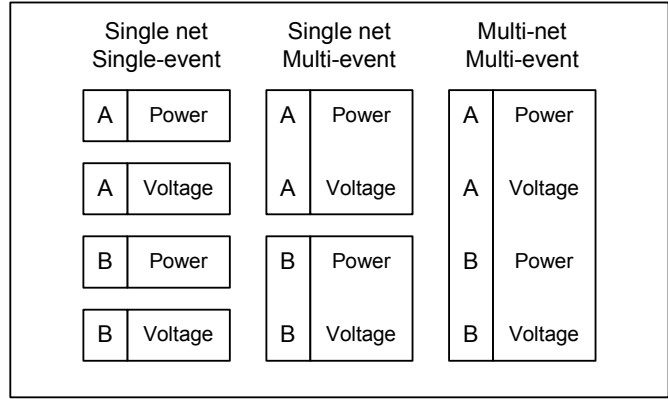 Single net
Single-event
Single net
Multi-event
Multi-net
Multi-event
A Power
A Voltage
B Power
B Voltage
A Power
A Voltage
B Power
B Voltage
A Power
A Voltage
B Power
B Voltage